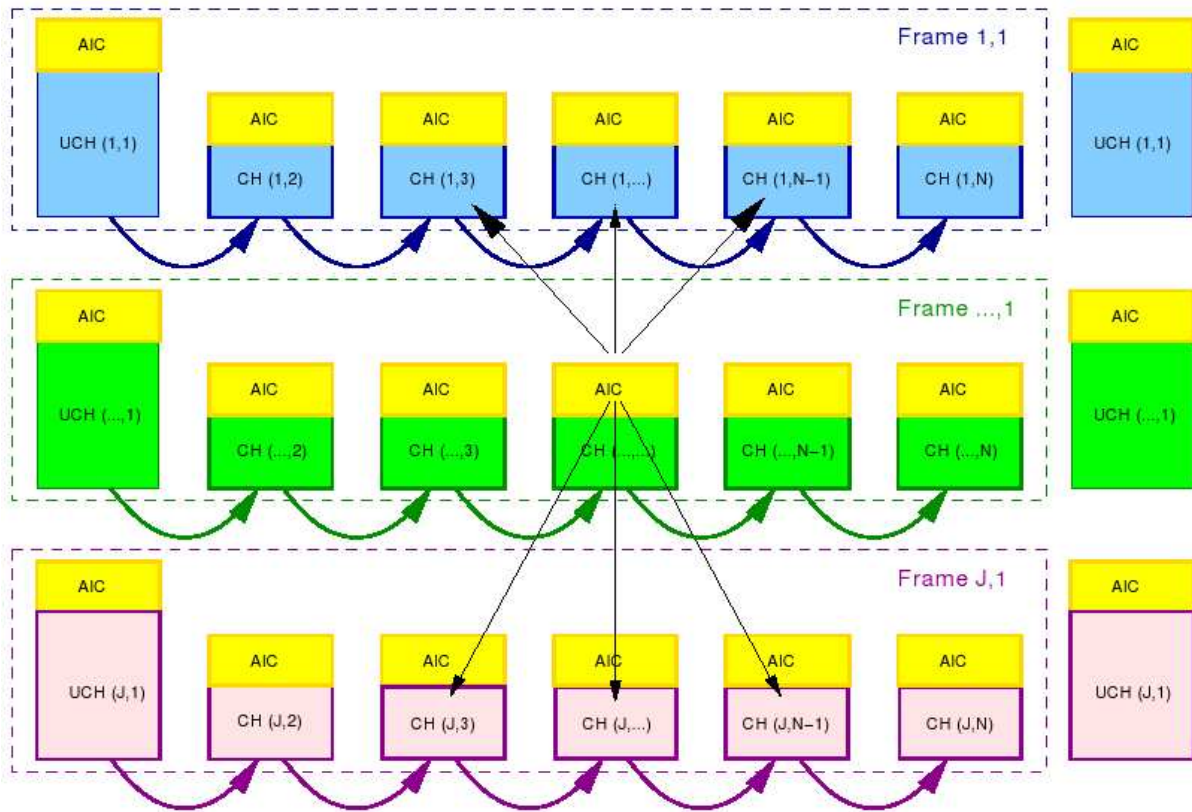 AIC
Frame 1,1
AIC
UCH (1,1)
AIC
AIC
AIC
AIC
AIC
UCH (1,1)
CH (1,2)
CH (1,3)
CH (1,...)
CH (1,N−1)
CH (1,N)
AIC
Frame ...,1
AIC
UCH (...,1)
AIC
AIC
AIC
AIC
AIC
UCH (...,1)
CH (...,2)
CH (...,3)
CH (...,...)
CH (...,N−1)
CH (...,N)
AIC
Frame J,1
AIC
UCH (J,1)
AIC
AIC
AIC
AIC
AIC
UCH (J,1)
CH (J,2)
CH (J,3)
CH (J,...)
CH (J,N−1)
CH (J,N)